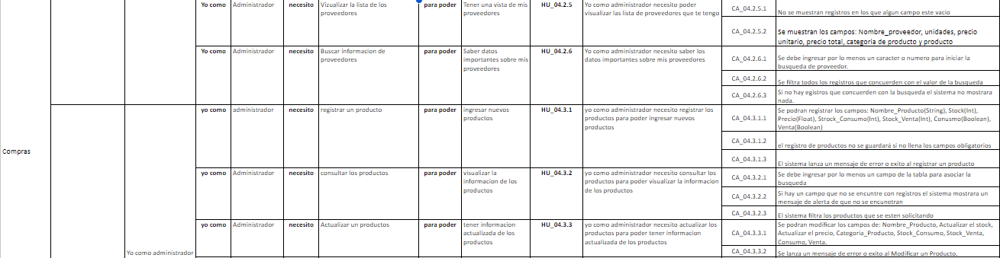 Yo como Administrador necesito Vizualizar la lista de los para poder Tener una vista de mis HU_04.2.5 Yo como administrador necesito poder
proveedores proveedores visualizar las lista de proveedores que te tengo
CA_04.2.5.1 No se muestran registros en los que algun campo este vacio
CA_04.2.5.2 Se muestran los campos: Nombre_proveedor, unidades, precio
unitario, precio total, categoria de producto y producto
Yo como Administrador necesito Buscar informacion de para poder Saber datos HU_04.2.6 Yo como administrador necesito saber los
proveedores importantes sobre mis datos importantes sobre mis proveedores
proveedores
CA_04.2.6.1 Se debe ingresar por lo menos un caracter o numero para iniciar la
busqueda de proveedor.
CA_04.2.6.2 Se filtra todos los registros que concuerden con el valor de la busqueda
CA_04.2.6.3 Si no hay egistros que concuerden con la busqueda el sistema no mostrara
nada.
Compras
Yo como administrador
yo como administrador necesito registrar un producto para poder ingresar nuevos HU_04.3.1 yo como administrador necesito registrar los
productos productos para poder ingresar nuevos
productos
CA_04.3.1.1 Se podran registrar los campos: Nombre_Producto(String), Stock(Int),
Precio(Float), Strock_Consumo(Int), Stock_Venta(Int), Conusmo(Boolean),
Venta(Boolean)
CA_04.3.1.2 el registro de productos no se guardará si no llena los campos obligatorios
CA_04.3.1.3 El sistema lanza un mensaje de error o exito al registrar un producto
yo como Administrador necesito consultar los productos para poder visualizar la HU_04.3.2 yo como administrador necesito consultar los
informacion de los productos para poder visualizar la informacion
productos de los productos
CA_04.3.2.1 Se debe ingresar por lo menos un campo de la tabla para asociar la
busqueda
CA_04.3.2.2 Si hay un campo que no se encuntre con registros el sistema mostrara un
mensaje de alerta de que no se encunetran
CA_04.3.2.3 El sistema filtra los productos que se esten solicitando
yo como Administrador necesito Actualizar un productos para poder tener informacion HU_04.3.3 yo como administrador necesito actualizar los
actualizada de los productos para poder tener informacion
productos actualizada de los productos
CA_04.3.3.1 Se podran modificar los campos de: Nombre_Producto, Actualizar el stock,
Actualizar el precio, Categoria_Producto, Stock_Consumo, Stock_Venta,
Consumo, Venta.
CA_04.3.3.2 Se lanza un mensaje de error o exito al Modificar un Producto.